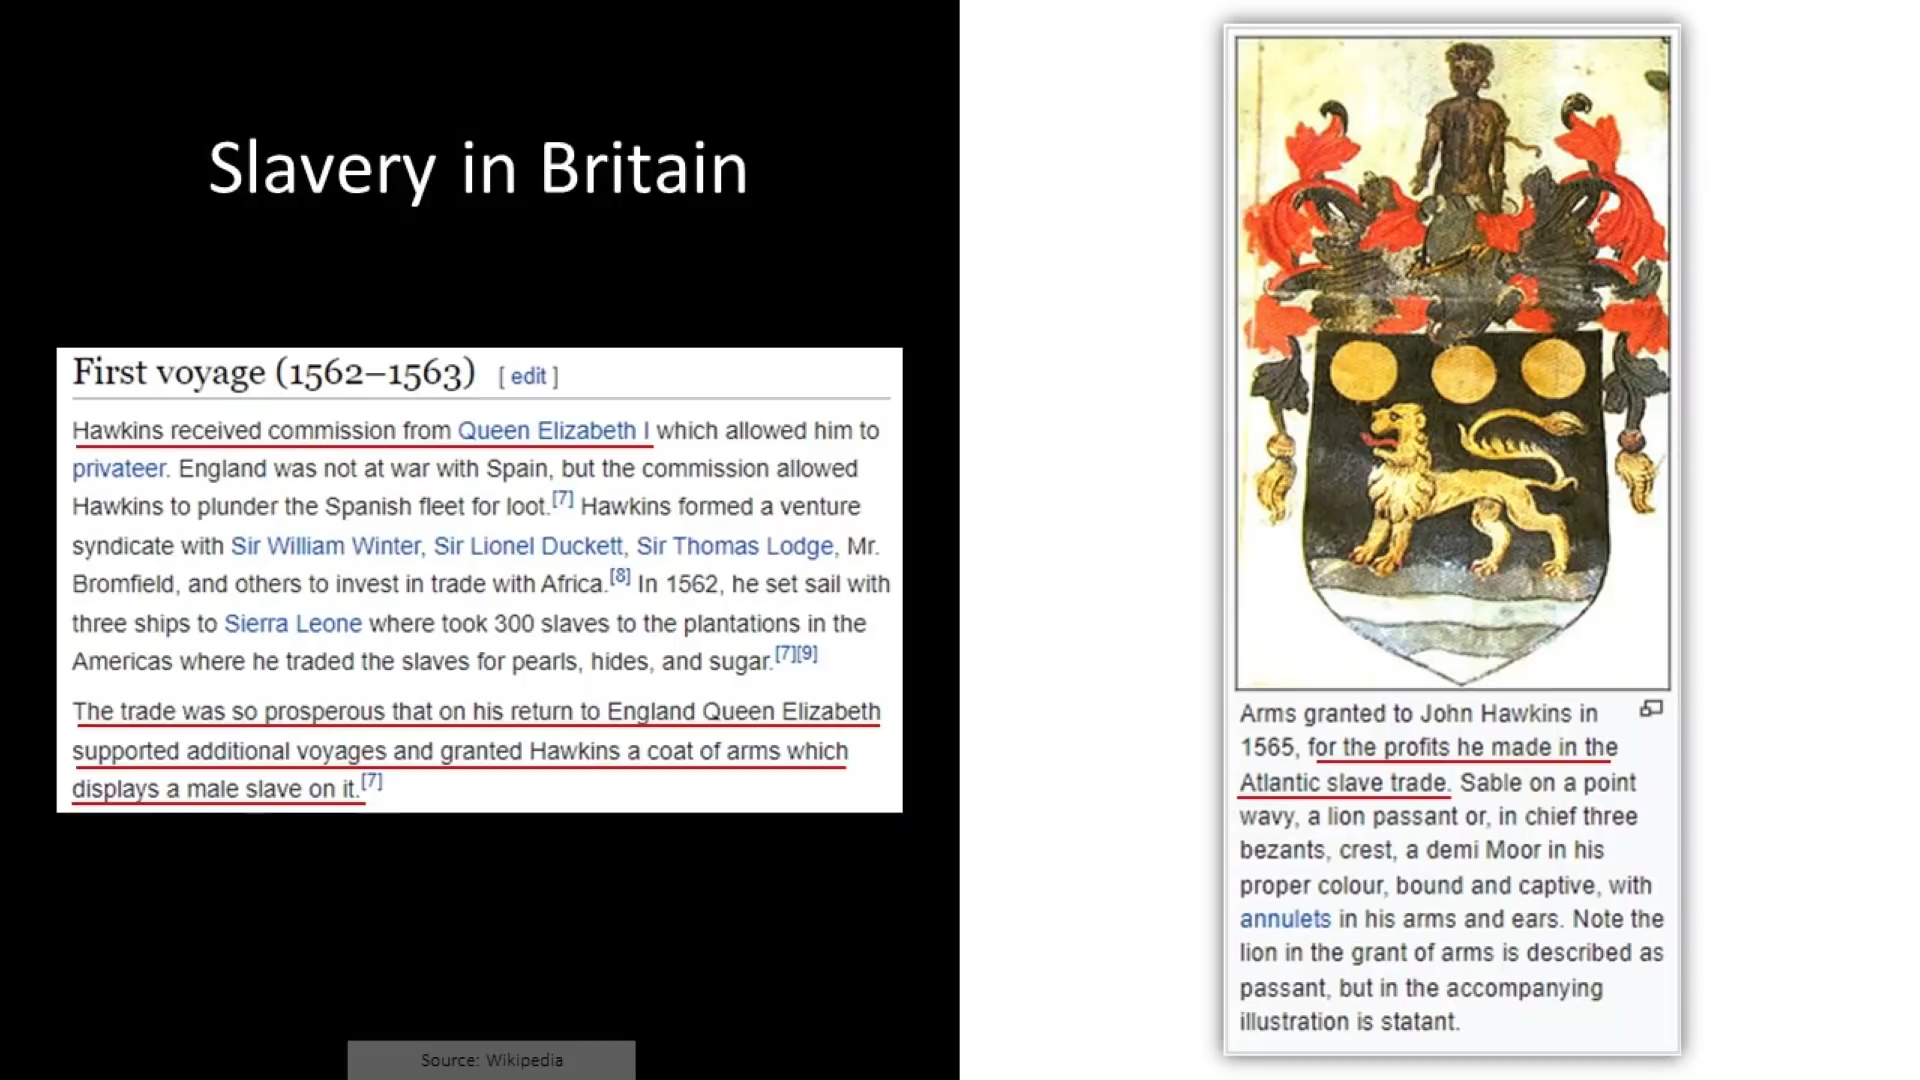 Slavery in Britain
First voyage (1562–1563) [ edit ]
Hawkins received commission from Queen Elizabeth I which allowed him to
privateer. England was not at war with Spain, but the commission allowed
Hawkins to plunder the Spanish fleet for loot.[7] Hawkins formed a venture
syndicate with Sir William Winter, Sir Lionel Duckett, Sir Thomas Lodge, Mr.
Bromfield, and others to invest in trade with Africa.[8] In 1562, he set sail with
three ships to Sierra Leone where took 300 slaves to the plantations in the
Americas where he traded the slaves for pearls, hides, and sugar.[7][9]
The trade was so prosperous that on his return to England Queen Elizabeth
supported additional voyages and granted Hawkins a coat of arms which
displays a male slave on it.[7]
Source: Wikipedia
Arms granted to John Hawkins in
1565, for the profits he made in the
Atlantic slave trade. Sable on a point
wavy, a lion passant or, in chief three
bezants, crest, a demi Moor in his
proper colour, bound and captive, with
annulets in his arms and ears. Note the
lion in the grant of arms is described as
passant, but in the accompanying
illustration is statant.